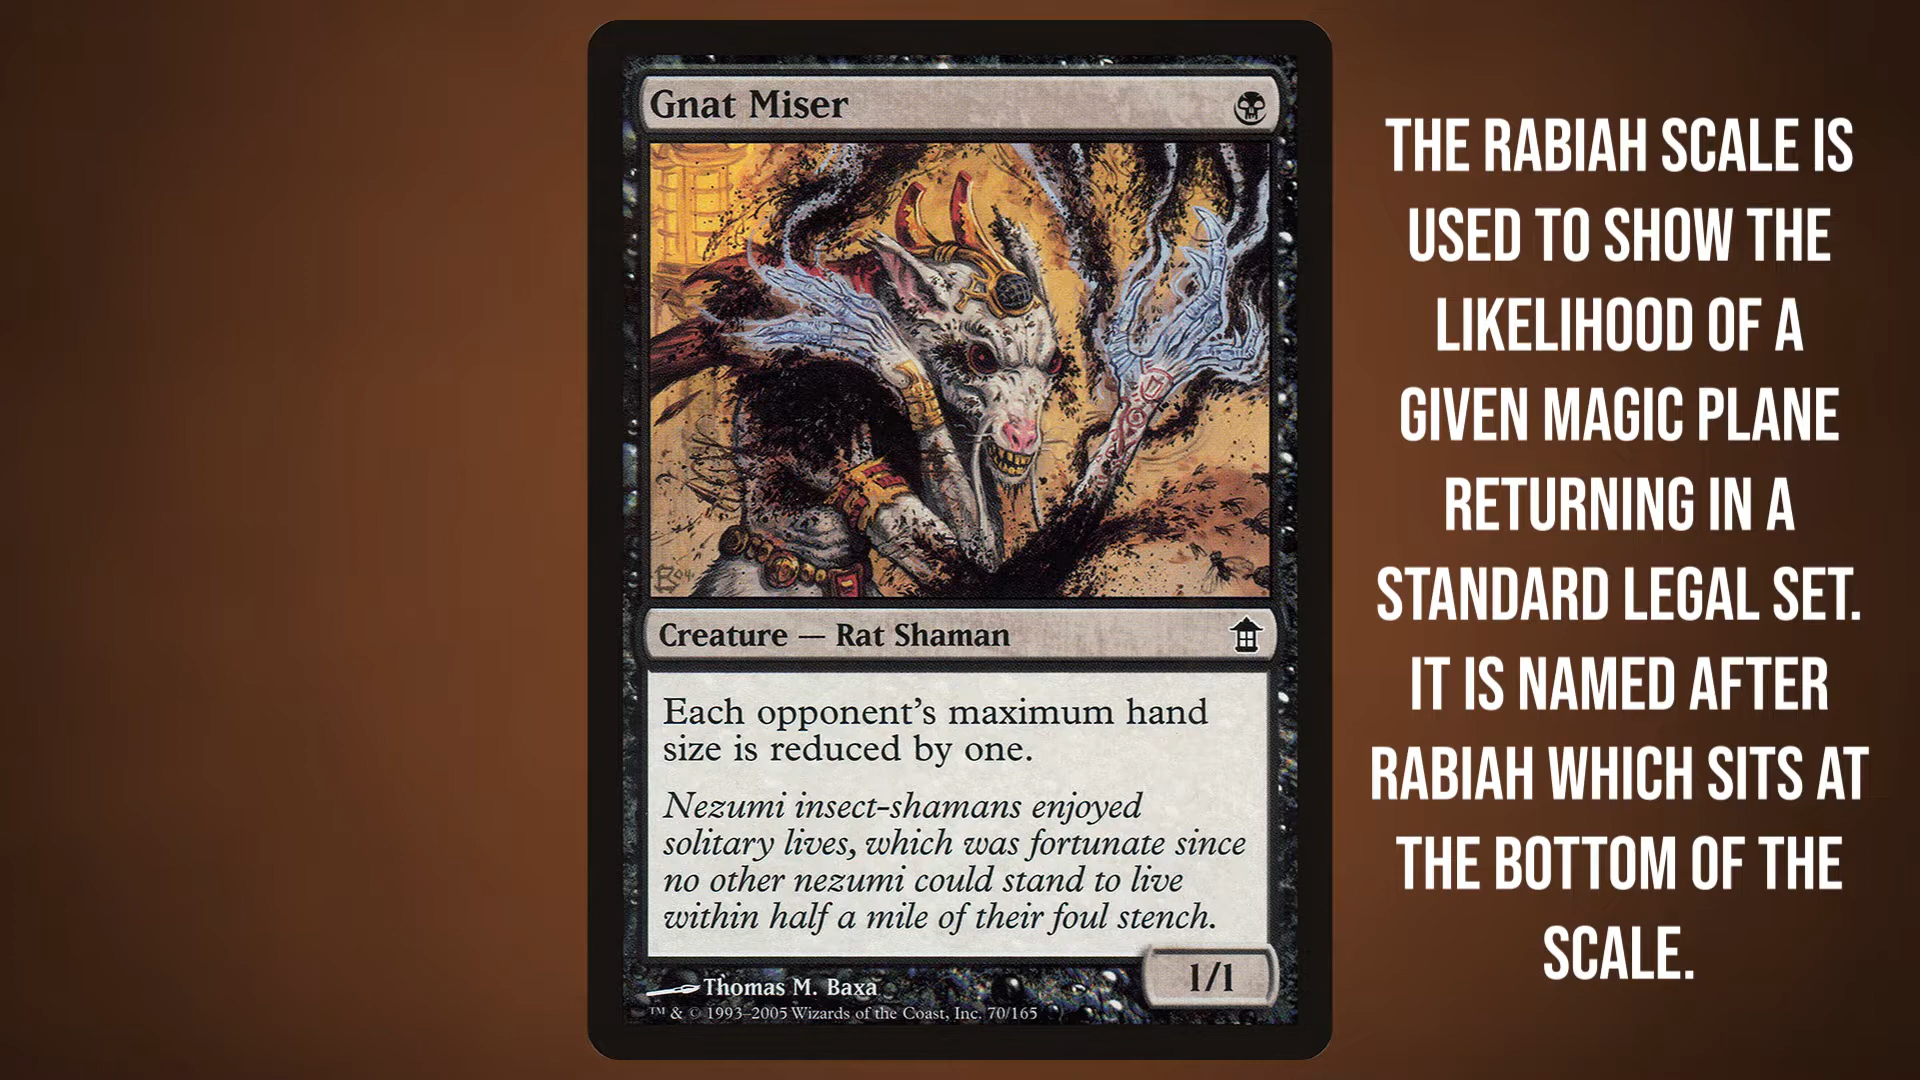 Gnat Miser
Creature — Rat Shaman
Each opponent's maximum hand
size is reduced by one.
Nezumi insect-shamans enjoyed
solitary lives, which was fortunate since
no other nezumi could stand to live
within half a mile of their foul stench.
1/1
Thomas M. Baxa
™ & © 1993–2005 Wizards of the Coast, Inc. 70/165
THE RABIAH SCALE IS
USED TO SHOW THE
LIKELIHOOD OF A
GIVEN MAGIC PLANE
RETURNING IN A
STANDARD LEGAL SET.
IT IS NAMED AFTER
RABIAH WHICH SITS AT
THE BOTTOM OF THE
SCALE.